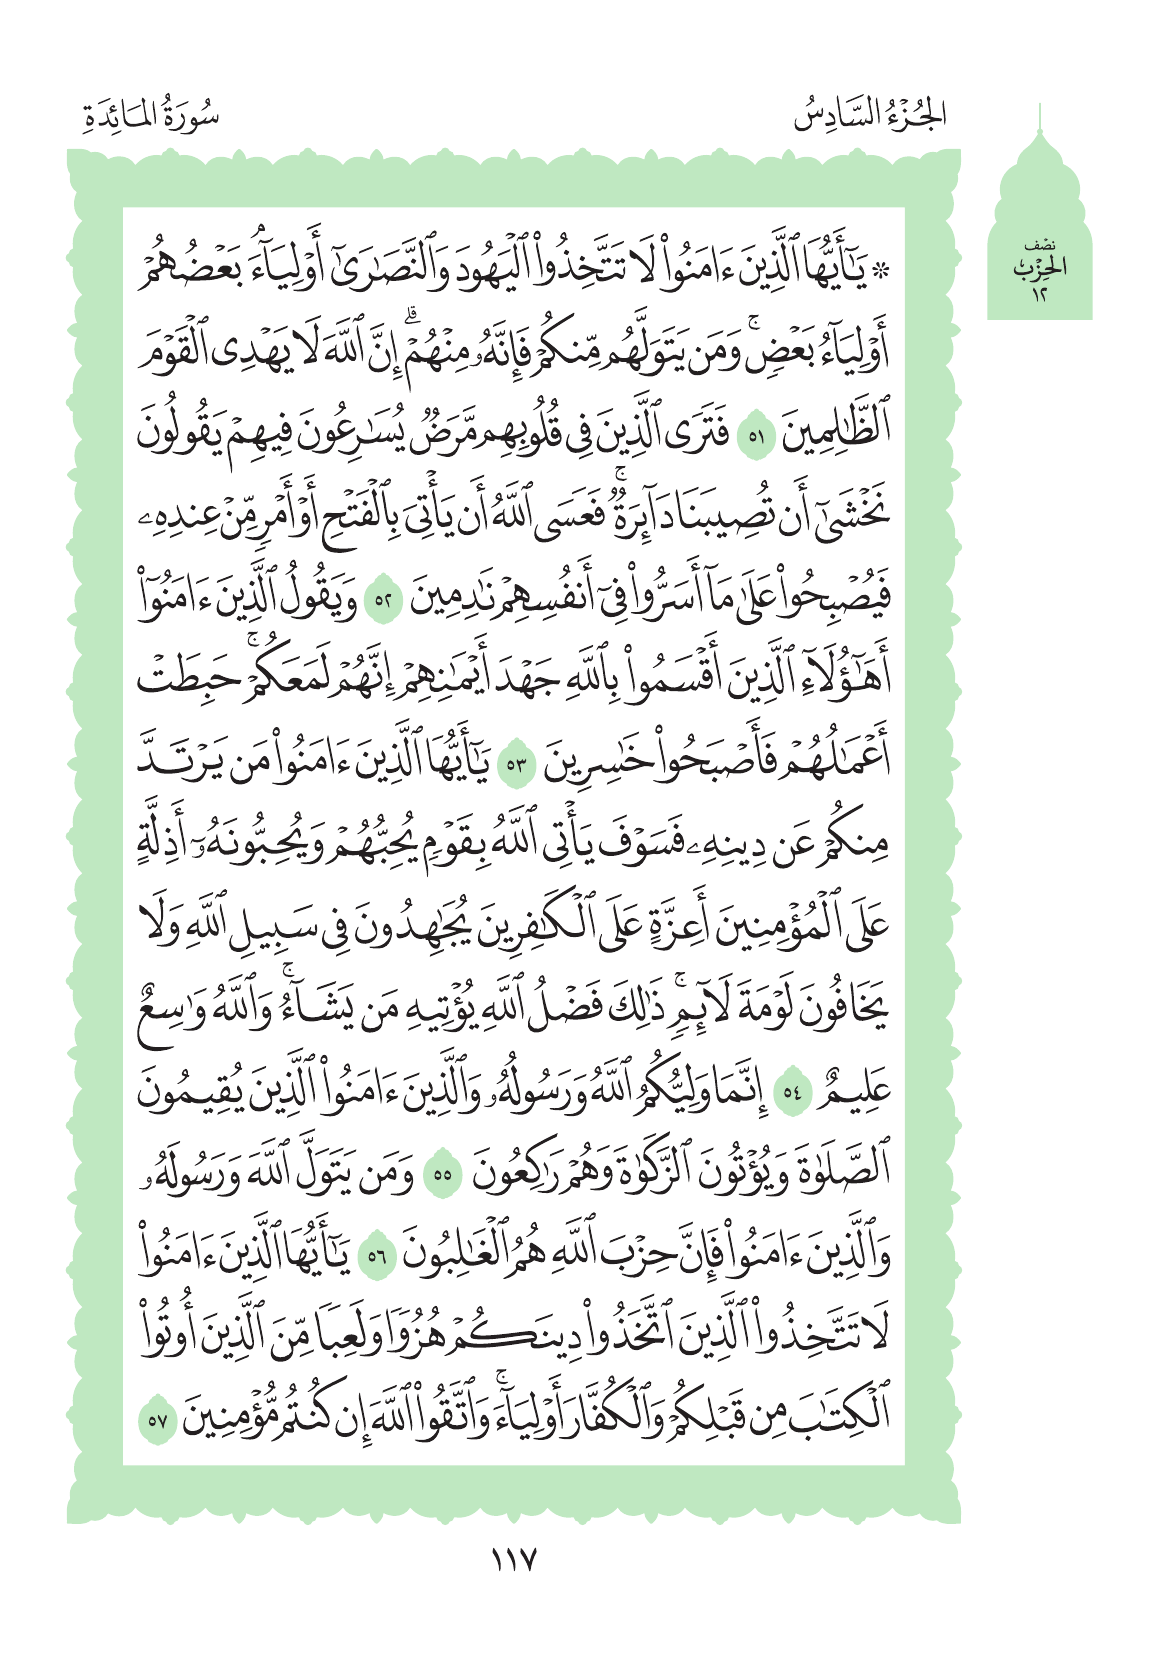 سُورَةُ المَائِدَةِ
الجُزْءُ السَّادِسُ
نصف
الحِزْب
١٢
۞ يَٰٓأَيُّهَا ٱلَّذِينَ ءَامَنُوا۟ لَا تَتَّخِذُوا۟ ٱلْيَهُودَ وَٱلنَّصَٰرَىٰٓ أَوْلِيَآءَۘ بَعْضُهُمْ
أَوْلِيَآءُ بَعْضٍۚ وَمَن يَتَوَلَّهُم مِّنكُمْ فَإِنَّهُۥ مِنْهُمْۗ إِنَّ ٱللَّهَ لَا يَهْدِى ٱلْقَوْمَ
ٱلظَّٰلِمِينَ ٥١ فَتَرَى ٱلَّذِينَ فِى قُلُوبِهِم مَّرَضٌ يُسَٰرِعُونَ فِيهِمْ يَقُولُونَ
نَخْشَىٰٓ أَن تُصِيبَنَا دَآئِرَةٌۚ فَعَسَى ٱللَّهُ أَن يَأْتِىَ بِٱلْفَتْحِ أَوْ أَمْرٍ مِّنْ عِندِهِۦ
فَيُصْبِحُوا۟ عَلَىٰ مَآ أَسَرُّوا۟ فِىٓ أَنفُسِهِمْ نَٰدِمِينَ ٥٢ وَيَقُولُ ٱلَّذِينَ ءَامَنُوٓا۟
أَهَٰٓؤُلَآءِ ٱلَّذِينَ أَقْسَمُوا۟ بِٱللَّهِ جَهْدَ أَيْمَٰنِهِمْ إِنَّهُمْ لَمَعَكُمْۚ حَبِطَتْ
أَعْمَٰلُهُمْ فَأَصْبَحُوا۟ خَٰسِرِينَ ٥٣ يَٰٓأَيُّهَا ٱلَّذِينَ ءَامَنُوا۟ مَن يَرْتَدَّ
مِنكُمْ عَن دِينِهِۦ فَسَوْفَ يَأْتِى ٱللَّهُ بِقَوْمٍ يُحِبُّهُمْ وَيُحِبُّونَهُۥٓ أَذِلَّةٍ
عَلَى ٱلْمُؤْمِنِينَ أَعِزَّةٍ عَلَى ٱلْكَٰفِرِينَ يُجَٰهِدُونَ فِى سَبِيلِ ٱللَّهِ وَلَا
يَخَافُونَ لَوْمَةَ لَآئِمٍۚ ذَٰلِكَ فَضْلُ ٱللَّهِ يُؤْتِيهِ مَن يَشَآءُۚ وَٱللَّهُ وَٰسِعٌ
عَلِيمٌ ٥٤ إِنَّمَا وَلِيُّكُمُ ٱللَّهُ وَرَسُولُهُۥ وَٱلَّذِينَ ءَامَنُوا۟ ٱلَّذِينَ يُقِيمُونَ
ٱلصَّلَوٰةَ وَيُؤْتُونَ ٱلزَّكَوٰةَ وَهُمْ رَٰكِعُونَ ٥٥ وَمَن يَتَوَلَّ ٱللَّهَ وَرَسُولَهُۥ
وَٱلَّذِينَ ءَامَنُوا۟ فَإِنَّ حِزْبَ ٱللَّهِ هُمُ ٱلْغَٰلِبُونَ ٥٦ يَٰٓأَيُّهَا ٱلَّذِينَ ءَامَنُوا۟
لَا تَتَّخِذُوا۟ ٱلَّذِينَ ٱتَّخَذُوا۟ دِينَكُمْ هُزُوًا وَلَعِبًا مِّنَ ٱلَّذِينَ أُوتُوا۟
ٱلْكِتَٰبَ مِن قَبْلِكُمْ وَٱلْكُفَّارَ أَوْلِيَآءَۚ وَٱتَّقُوا۟ ٱللَّهَ إِن كُنتُم مُّؤْمِنِينَ ٥٧
١١٧